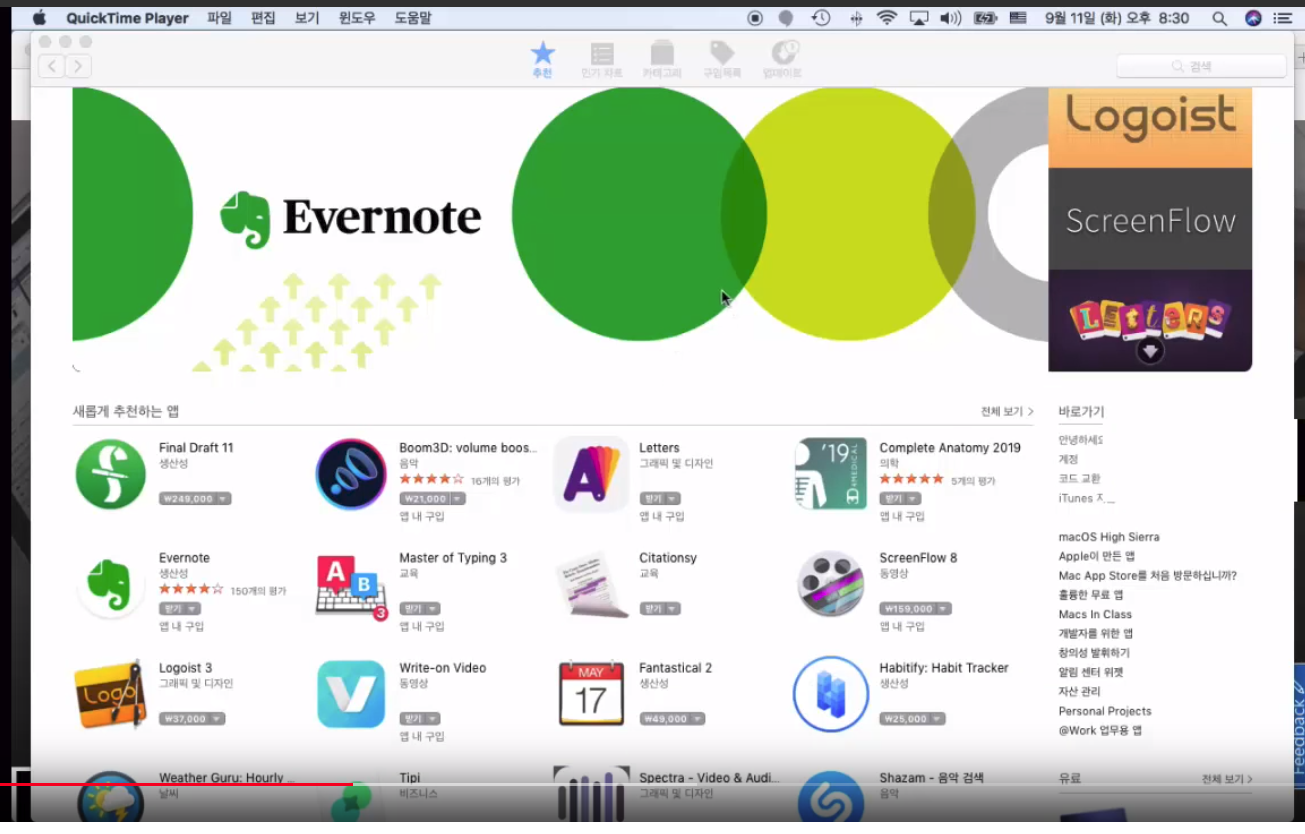 QuickTime Player 파일 편집 보기 윈도우 도움말 9월 11일 (화) 오후 8:30
추천 인기 차트 카테고리 구입목록 업데이트 검색
Evernote
Logoist
ScreenFlow
LETTERS
새롭게 추천하는 앱 전체 보기 >
Final Draft 11
생산성
₩249,000
Boom3D: volume boos...
음악
16개의 평가
₩21,000
앱 내 구입
Letters
그래픽 및 디자인
받기
앱 내 구입
'19
3D4MEDICAL
Complete Anatomy 2019
의학
5개의 평가
받기
앱 내 구입
Evernote
생산성
150개의 평가
받기
앱 내 구입
A
B
3
Master of Typing 3
교육
받기
앱 내 구입
Citationsy
교육
받기
ScreenFlow 8
동영상
₩159,000
앱 내 구입
Logo
Logoist 3
그래픽 및 디자인
₩37,000
Write-on Video
동영상
받기
앱 내 구입
MAY
17
Fantastical 2
생산성
₩49,000
Habitify: Habit Tracker
생산성
₩25,000
Weather Guru: Hourly ...
날씨
Tipi
비즈니스
Spectra - Video & Audi...
그래픽 및 디자인
Shazam - 음악 검색
음악
바로가기
안녕하세요
계정
코드 교환
iTunes
macOS High Sierra
Apple이 만든 앱
Mac App Store를 처음 방문하십니까?
훌륭한 무료 앱
Macs In Class
개발자를 위한 앱
창의성 발휘하기
알림 센터 위젯
자산 관리
Personal Projects
@Work 업무용 앱
유료 전체 보기 >
Feedback